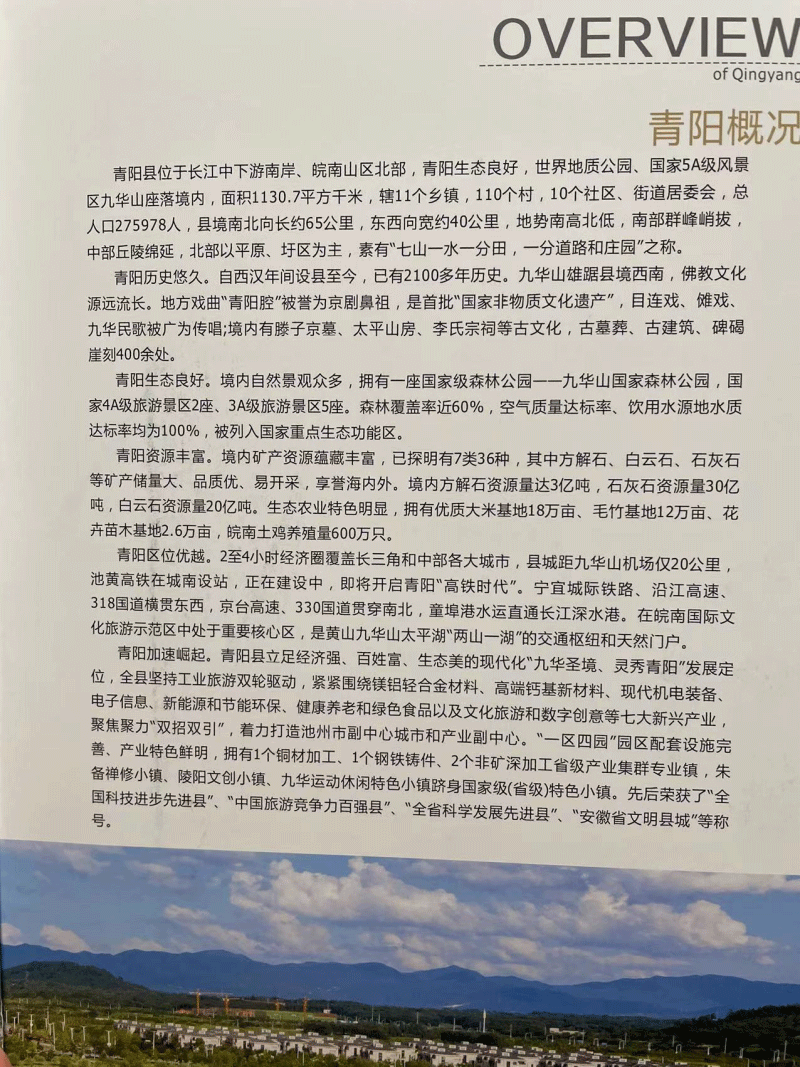 OVERVIEW
of Qingyang
青阳概况
青阳县位于长江中下游南岸、皖南山区北部，青阳生态良好，世界地质公园、国家5A级风景
区九华山座落境内，面积1130.7平方千米，辖11个乡镇，110个村，10个社区、街道居委会，总
人口275978人，县境南北向长约65公里，东西向宽约40公里，地势南高北低，南部群峰峭拔，
中部丘陵绵延，北部以平原、圩区为主，素有“七山一水一分田，一分道路和庄园”之称。
青阳历史悠久。自西汉年间设县至今，已有2100多年历史。九华山雄踞县境西南，佛教文化
源远流长。地方戏曲“青阳腔”被誉为京剧鼻祖，是首批“国家非物质文化遗产”，目连戏、傩戏、
九华民歌被广为传唱;境内有滕子京墓、太平山房、李氏宗祠等古文化，古墓葬、古建筑、碑碣
崖刻400余处。
青阳生态良好。境内自然景观众多，拥有一座国家级森林公园一一九华山国家森林公园，国
家4A级旅游景区2座、3A级旅游景区5座。森林覆盖率近60%，空气质量达标率、饮用水源地水质
达标率均为100%，被列入国家重点生态功能区。
青阳资源丰富。境内矿产资源蕴藏丰富，已探明有7类36种，其中方解石、白云石、石灰石
等矿产储量大、品质优、易开采，享誉海内外。境内方解石资源量达3亿吨，石灰石资源量30亿
吨，白云石资源量20亿吨。生态农业特色明显，拥有优质大米基地18万亩、毛竹基地12万亩、花
卉苗木基地2.6万亩，皖南土鸡养殖量600万只。
青阳区位优越。2至4小时经济圈覆盖长三角和中部各大城市，县城距九华山机场仅20公里，
池黄高铁在城南设站，正在建设中，即将开启青阳“高铁时代”。宁宜城际铁路、沿江高速、
318国道横贯东西，京台高速、330国道贯穿南北，童埠港水运直通长江深水港。在皖南国际文
化旅游示范区中处于重要核心区，是黄山九华山太平湖“两山一湖”的交通枢纽和天然门户。
青阳加速崛起。青阳县立足经济强、百姓富、生态美的现代化“九华圣境、灵秀青阳”发展定
位，全县坚持工业旅游双轮驱动，紧紧围绕镁铝轻合金材料、高端钙基新材料、现代机电装备、
电子信息、新能源和节能环保、健康养老和绿色食品以及文化旅游和数字创意等七大新兴产业，
聚焦聚力“双招双引”，着力打造池州市副中心城市和产业副中心。“一区四园”园区配套设施完
善、产业特色鲜明，拥有1个铜材加工、1个钢铁铸件、2个非矿深加工省级产业集群专业镇，朱
备禅修小镇、陵阳文创小镇、九华运动休闲特色小镇跻身国家级(省级)特色小镇。先后荣获了“全
国科技进步先进县”、“中国旅游竞争力百强县”、“全省科学发展先进县”、“安徽省文明县城”等称
号。